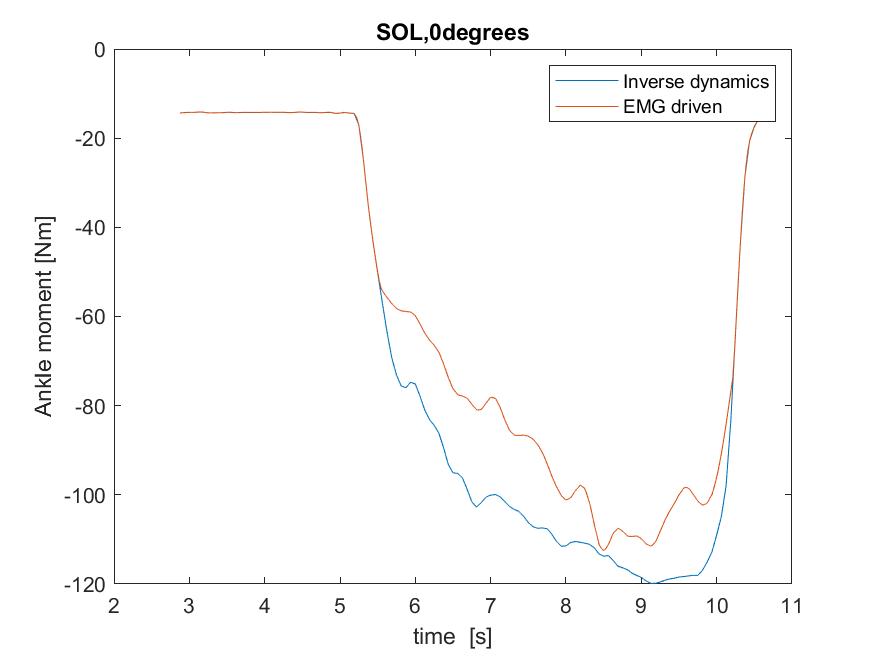 SOL,0degrees
Inverse dynamics
EMG driven
Ankle moment [Nm]
0
-20
-40
-60
-80
-100
-120
2 3 4 5 6 7 8 9 10 11
time [s]